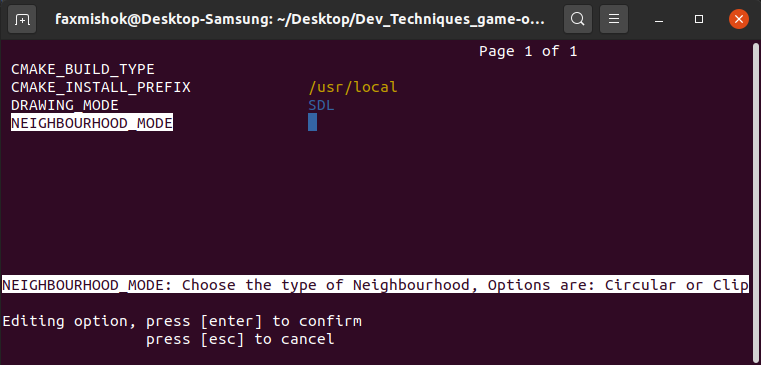 faxmishok@Desktop-Samsung: ~/Desktop/Dev_Techniques_game-o...
Page 1 of 1
CMAKE_BUILD_TYPE
CMAKE_INSTALL_PREFIX /usr/local
DRAWING_MODE SDL
NEIGHBOURHOOD_MODE
NEIGHBOURHOOD_MODE: Choose the type of Neighbourhood, Options are: Circular or Clip
Editing option, press [enter] to confirm
press [esc] to cancel